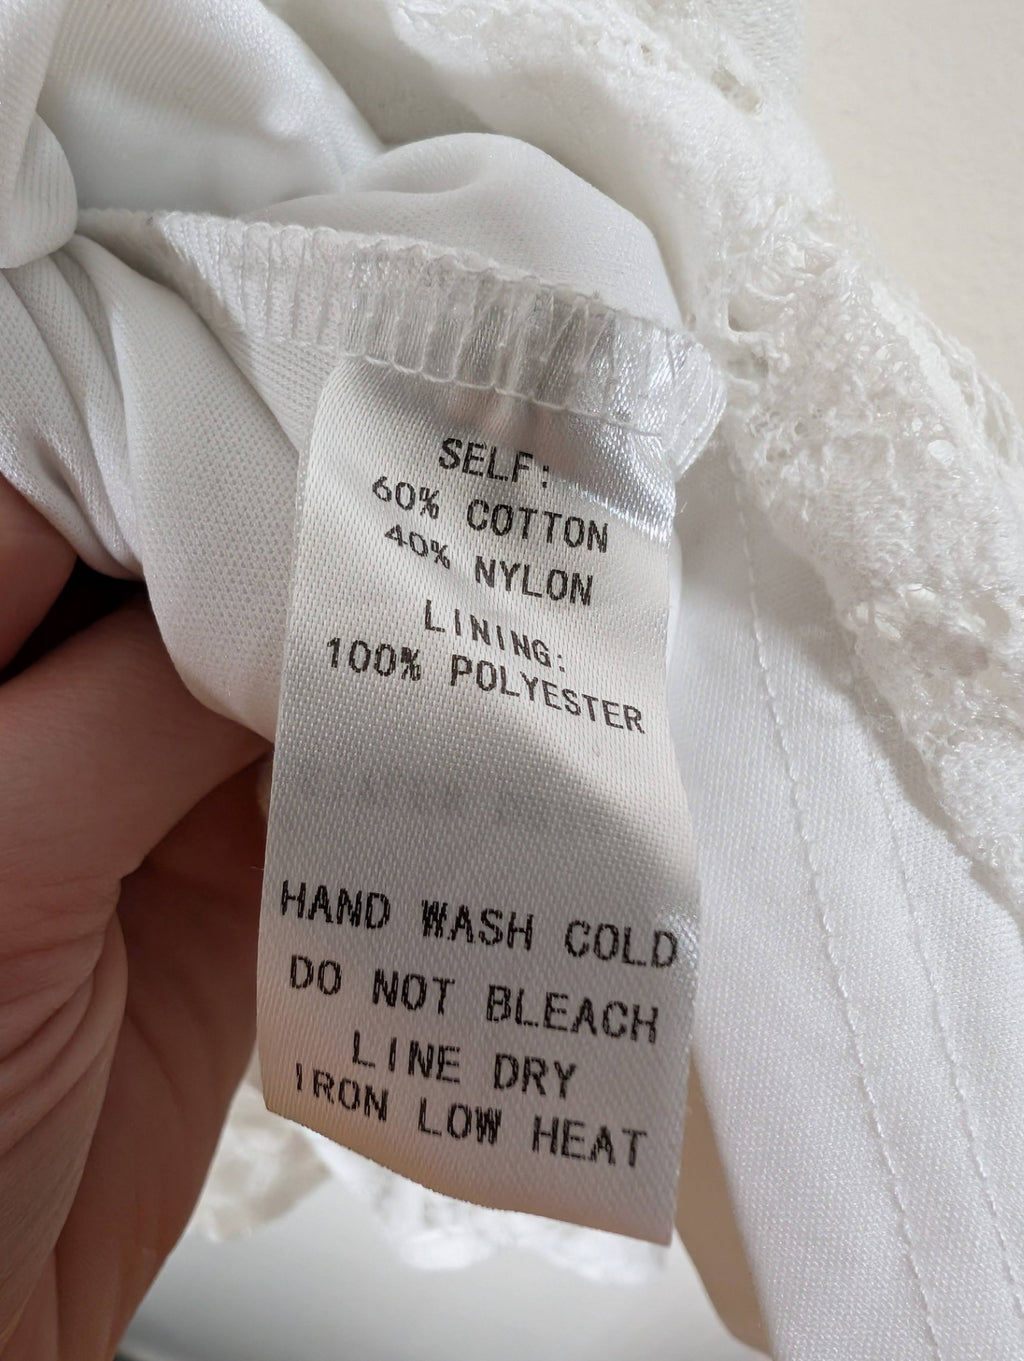 SELF:
60% COTTON
40% NYLON
LINING:
100% POLYESTER
HAND WASH COLD
DO NOT BLEACH
LINE DRY
IRON LOW HEAT